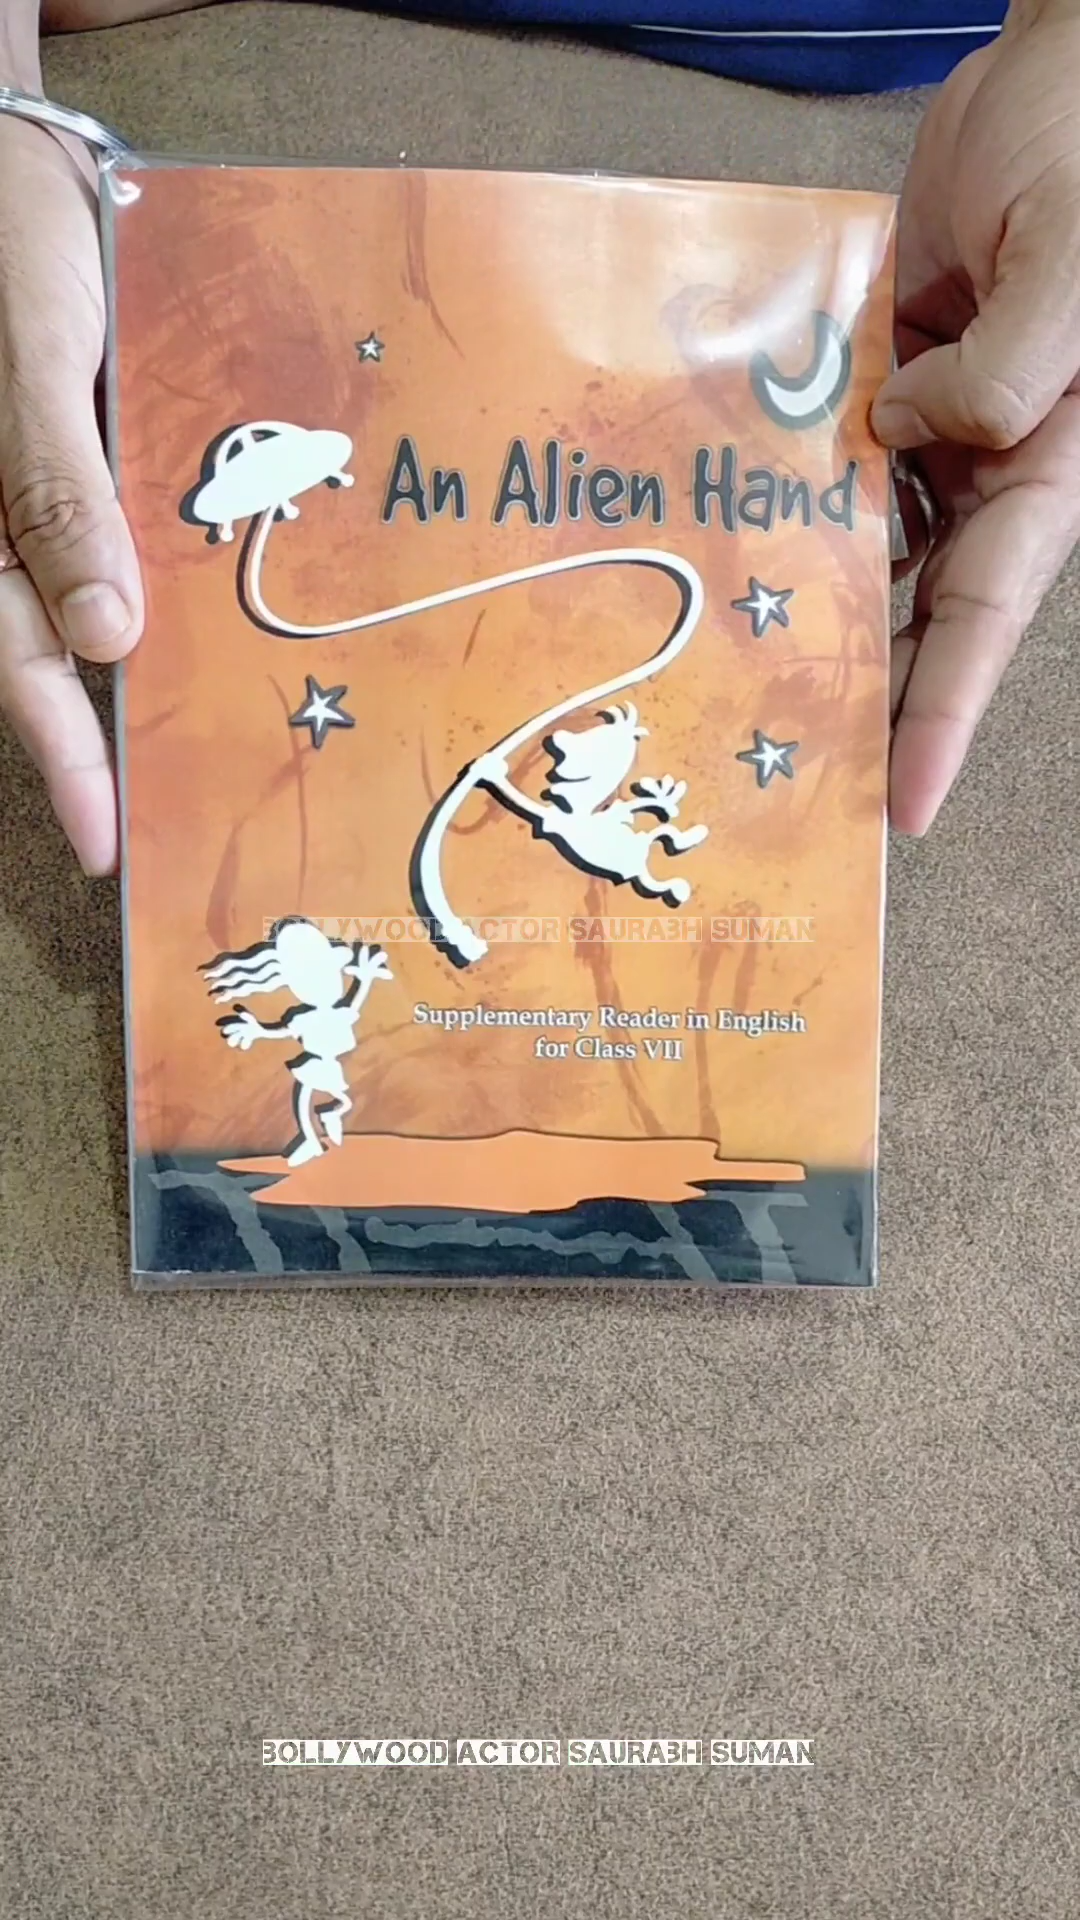 An Alien Hand
BOLLYWOOD ACTOR SAURABH SUMAN
Supplementary Reader in English
for Class VII
BOLLYWOOD ACTOR SAURABH SUMAN